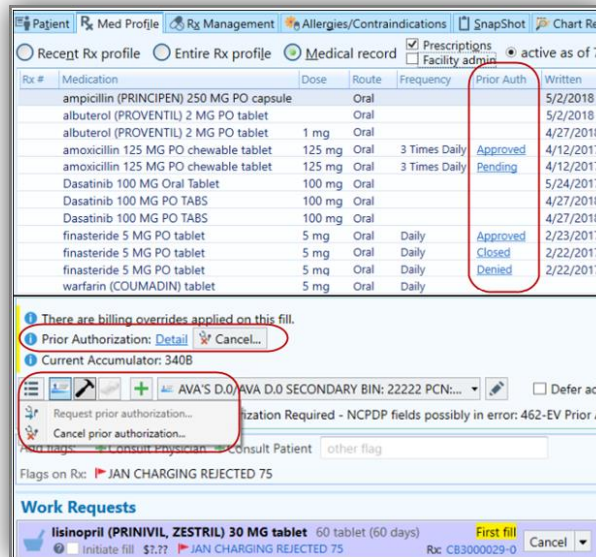 Patient Rx Med Profile Rx Management Allergies/Contraindications SnapShot Chart Re
Recent Rx profile Entire Rx profile Medical record Prescriptions Facility admin active as of 7
Rx # Medication Dose Route Frequency Prior Auth Written
ampicillin (PRINCIPEN) 250 MG PO capsule Oral 5/2/2018
albuterol (PROVENTIL) 2 MG PO tablet Oral 5/2/2018
albuterol (PROVENTIL) 2 MG PO tablet 1 mg Oral 4/27/2018
amoxicillin 125 MG PO chewable tablet 125 mg Oral 3 Times Daily Approved 4/12/2017
amoxicillin 125 MG PO chewable tablet 125 mg Oral 3 Times Daily Pending 4/12/2017
Dasatinib 100 MG Oral Tablet 100 mg Oral 5/24/2017
Dasatinib 100 MG PO TABS 100 mg Oral 4/27/2018
Dasatinib 100 MG PO TABS 100 mg Oral 4/27/2018
finasteride 5 MG PO tablet 5 mg Oral Daily Approved 2/23/2017
finasteride 5 MG PO tablet 5 mg Oral Daily Closed 2/22/2017
finasteride 5 MG PO tablet 5 mg Oral Daily Denied 2/22/2017
warfarin (COUMADIN) tablet 5 mg Oral Daily
There are billing overrides applied on this fill.
Prior Authorization: Detail Cancel...
Current Accumulator: 340B
AVA'S D.0/AVA D.0 SECONDARY BIN: 22222 PCN:... Defer ac
Request prior authorization... ization Required - NCPDP fields possibly in error: 462-EV Prior A
Cancel prior authorization...
Add flags: Consult Physician Consult Patient other flag
Flags on Rx: JAN CHARGING REJECTED 75
Work Requests
lisinopril (PRINIVIL, ZESTRIL) 30 MG tablet 60 tablet (60 days) First fill Cancel
Initiate fill $?.?? JAN CHARGING REJECTED 75 Rx: CB3000029-0